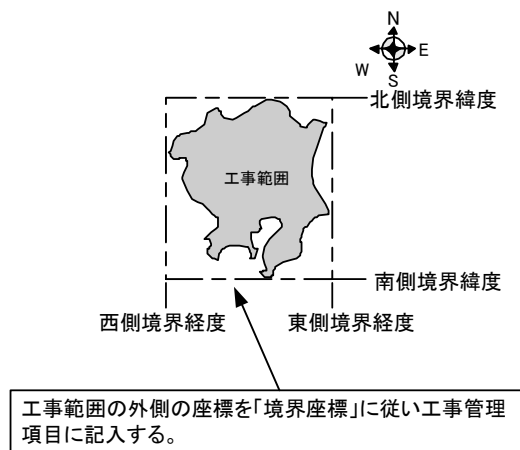 N
W
E
S
北側境界緯度
工事範囲
南側境界緯度
西側境界経度
東側境界経度
工事範囲の外側の座標を「境界座標」に従い工事管理
項目に記入する。